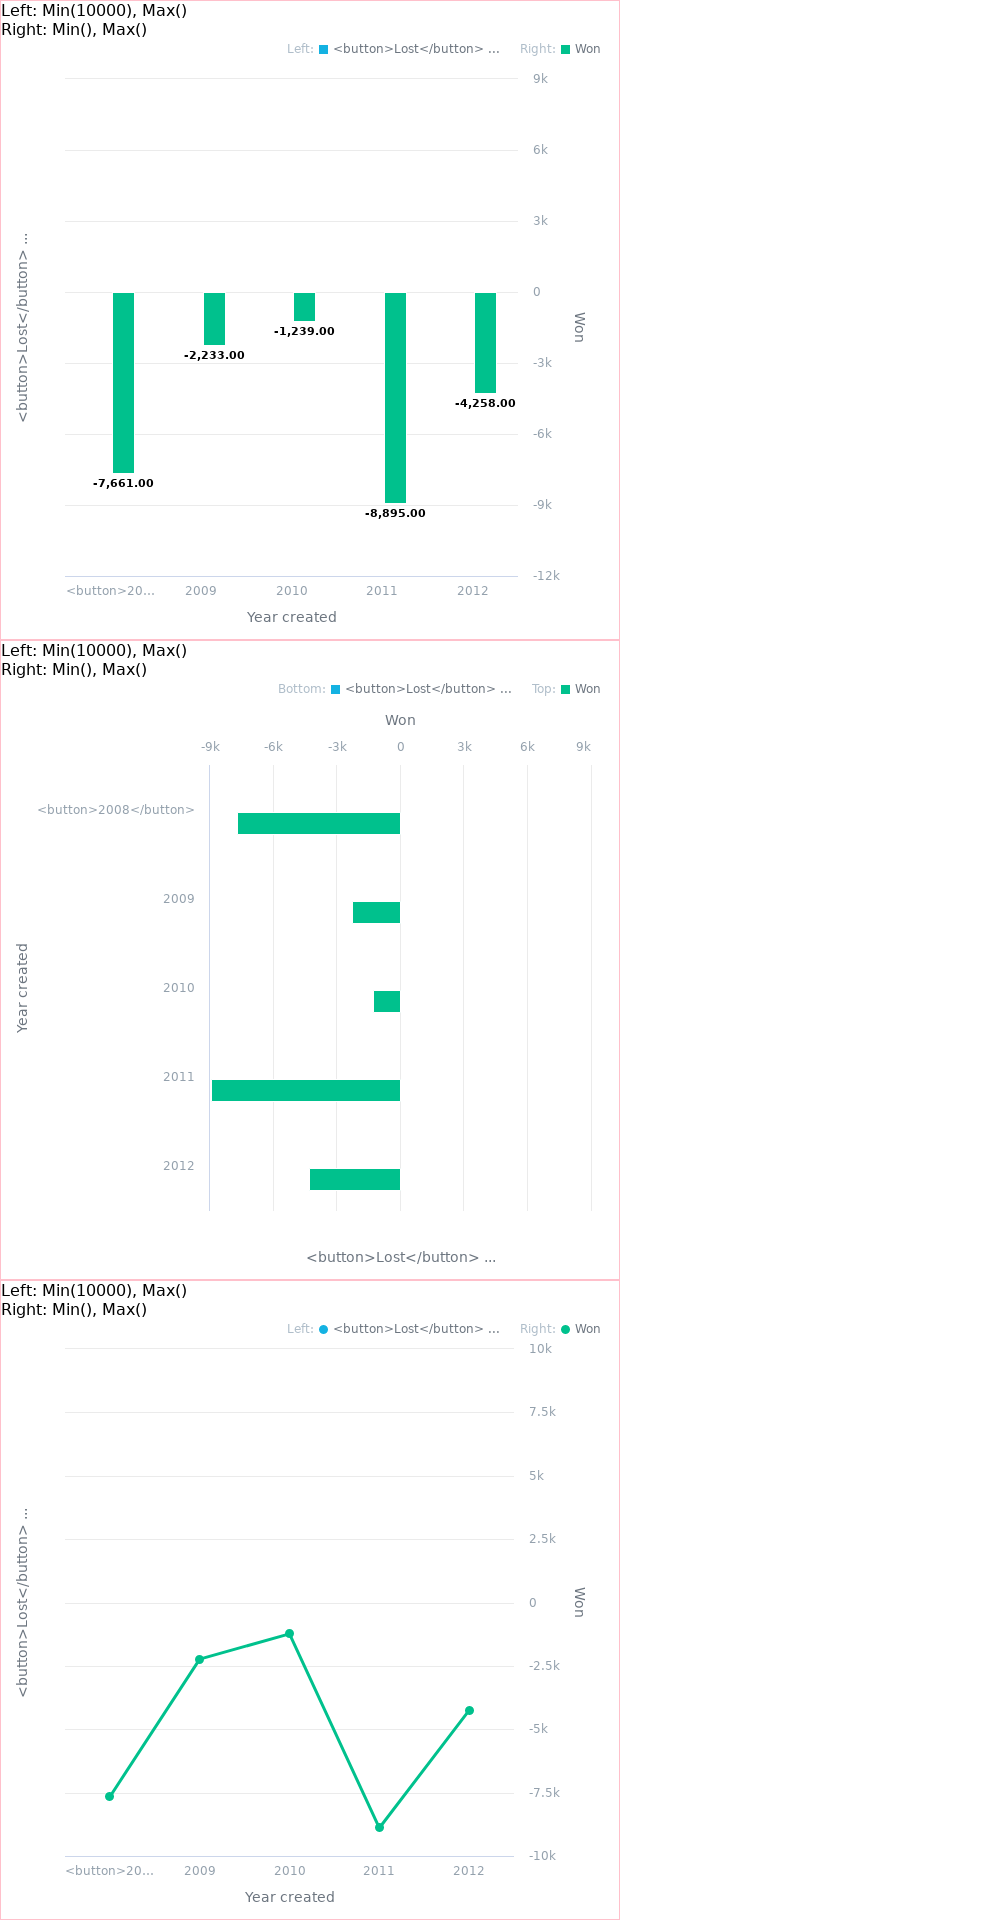 Left: Min(10000), Max()
Right: Min(), Max()
Left: <button>Lost</button> ... Right: Won
9k
6k
3k
0
-3k
-6k
-9k
-12k
<button>Lost</button> ...
Won
-7,661.00
-2,233.00
-1,239.00
-8,895.00
-4,258.00
<button>20... 2009 2010 2011 2012
Year created
Left: Min(10000), Max()
Right: Min(), Max()
Bottom: <button>Lost</button> ... Top: Won
Won
-9k -6k -3k 0 3k 6k 9k
<button>2008</button>
2009
2010
2011
2012
Year created
<button>Lost</button> ...
Left: Min(10000), Max()
Right: Min(), Max()
Left: <button>Lost</button> ... Right: Won
10k
7.5k
5k
2.5k
0
-2.5k
-5k
-7.5k
-10k
<button>Lost</button> ...
Won
<button>20... 2009 2010 2011 2012
Year created